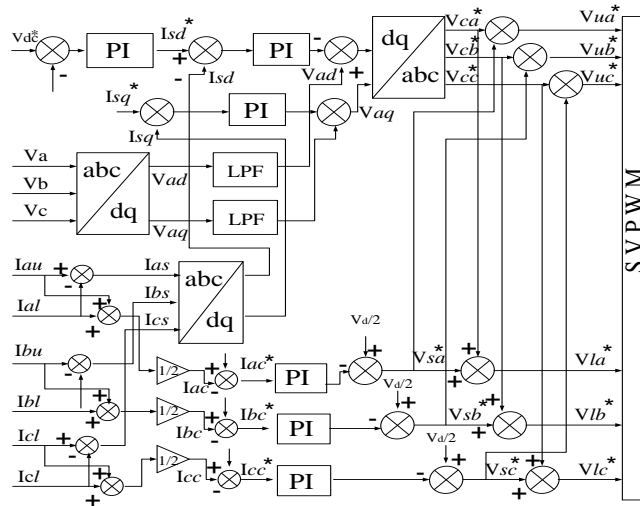 Vdc* - PI Isd* + - Isd PI - Vad + dq abc Vca* Vua*
Vcb* Vub*
Vcc* Vuc*
Isq* Isq PI Vaq
Va
Vb
Vc
abc dq
Vad LPF
Vaq LPF
Iau + - Ias abc dq
Ial + + Ibs
Ics
Ibu - 1/2 + - Iac Iac* PI - + Vd/2 Vsa* + + Vla*
Ibl + + 1/2 + - Ibc Ibc* PI - + Vd/2 Vsb* + + Vlb*
Icl + - 1/2 + - Icc Icc* PI - + Vd/2 Vsc* + + Vlc*
Icl + +
SVPWM